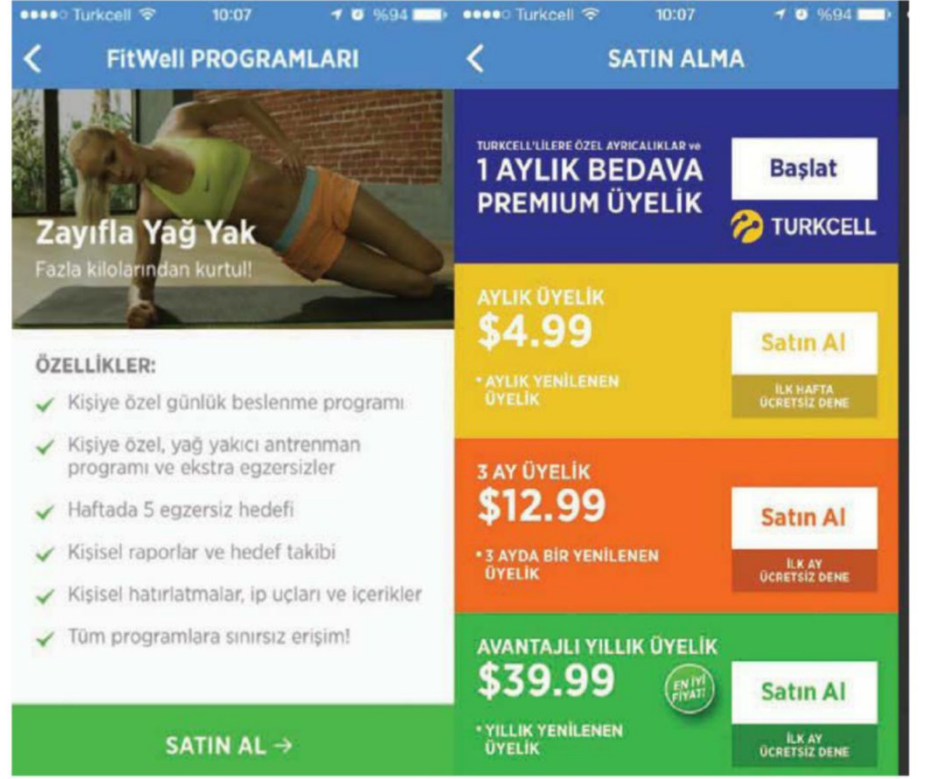 Turkcell 10:07 %94
FitWell PROGRAMLARI
Zayıfla Yağ Yak
Fazla kilolarından kurtul!
ÖZELLİKLER:
Kişiye özel günlük beslenme programı
Kişiye özel, yağ yakıcı antrenman
programı ve ekstra egzersizler
Haftada 5 egzersiz hedefi
Kişisel raporlar ve hedef takibi
Kişisel hatırlatmalar, ip uçları ve içerikler
Tüm programlara sınırsız erişim!
SATIN AL →
Turkcell 10:07 %94
SATIN ALMA
TURKCELL'LİLERE ÖZEL AYRICALIKLAR ve
1 AYLIK BEDAVA
PREMIUM ÜYELİK
Başlat
TURKCELL
AYLIK ÜYELİK
$4.99
* AYLIK YENİLENEN
ÜYELİK
Satın Al
İLK HAFTA
ÜCRETSİZ DENE
3 AY ÜYELİK
$12.99
* 3 AYDA BİR YENİLENEN
ÜYELİK
Satın Al
İLK AY
ÜCRETSİZ DENE
AVANTAJLI YILLIK ÜYELİK
$39.99
EN İYİ
FİYAT!
* YILLIK YENİLENEN
ÜYELİK
Satın Al
İLK AY
ÜCRETSİZ DENE